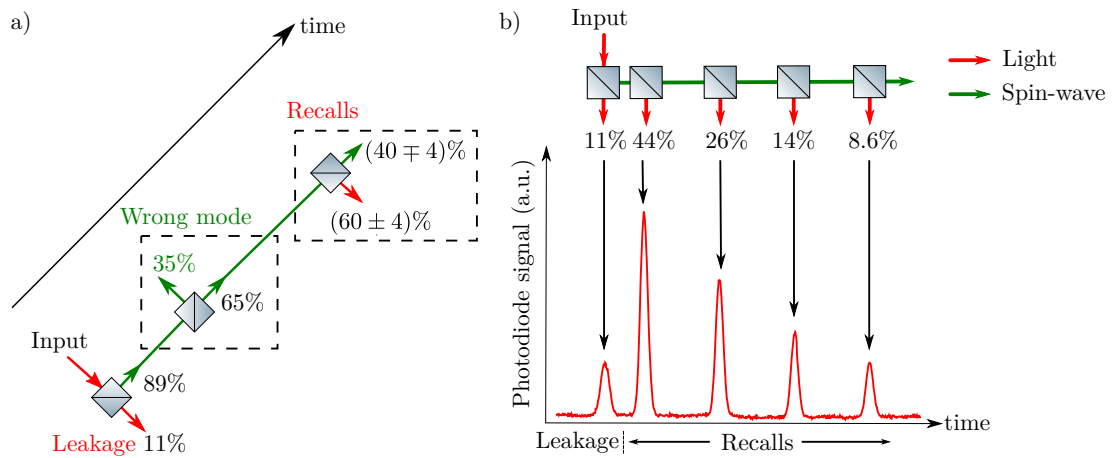 a)
time
Recalls
(40 ∓ 4)%
(60 ± 4)%
Wrong mode
35%
65%
Input
89%
Leakage 11%
b)
Input
Light
Spin-wave
11% 44% 26% 14% 8.6%
Photodiode signal (a.u.)
time
Leakage Recalls